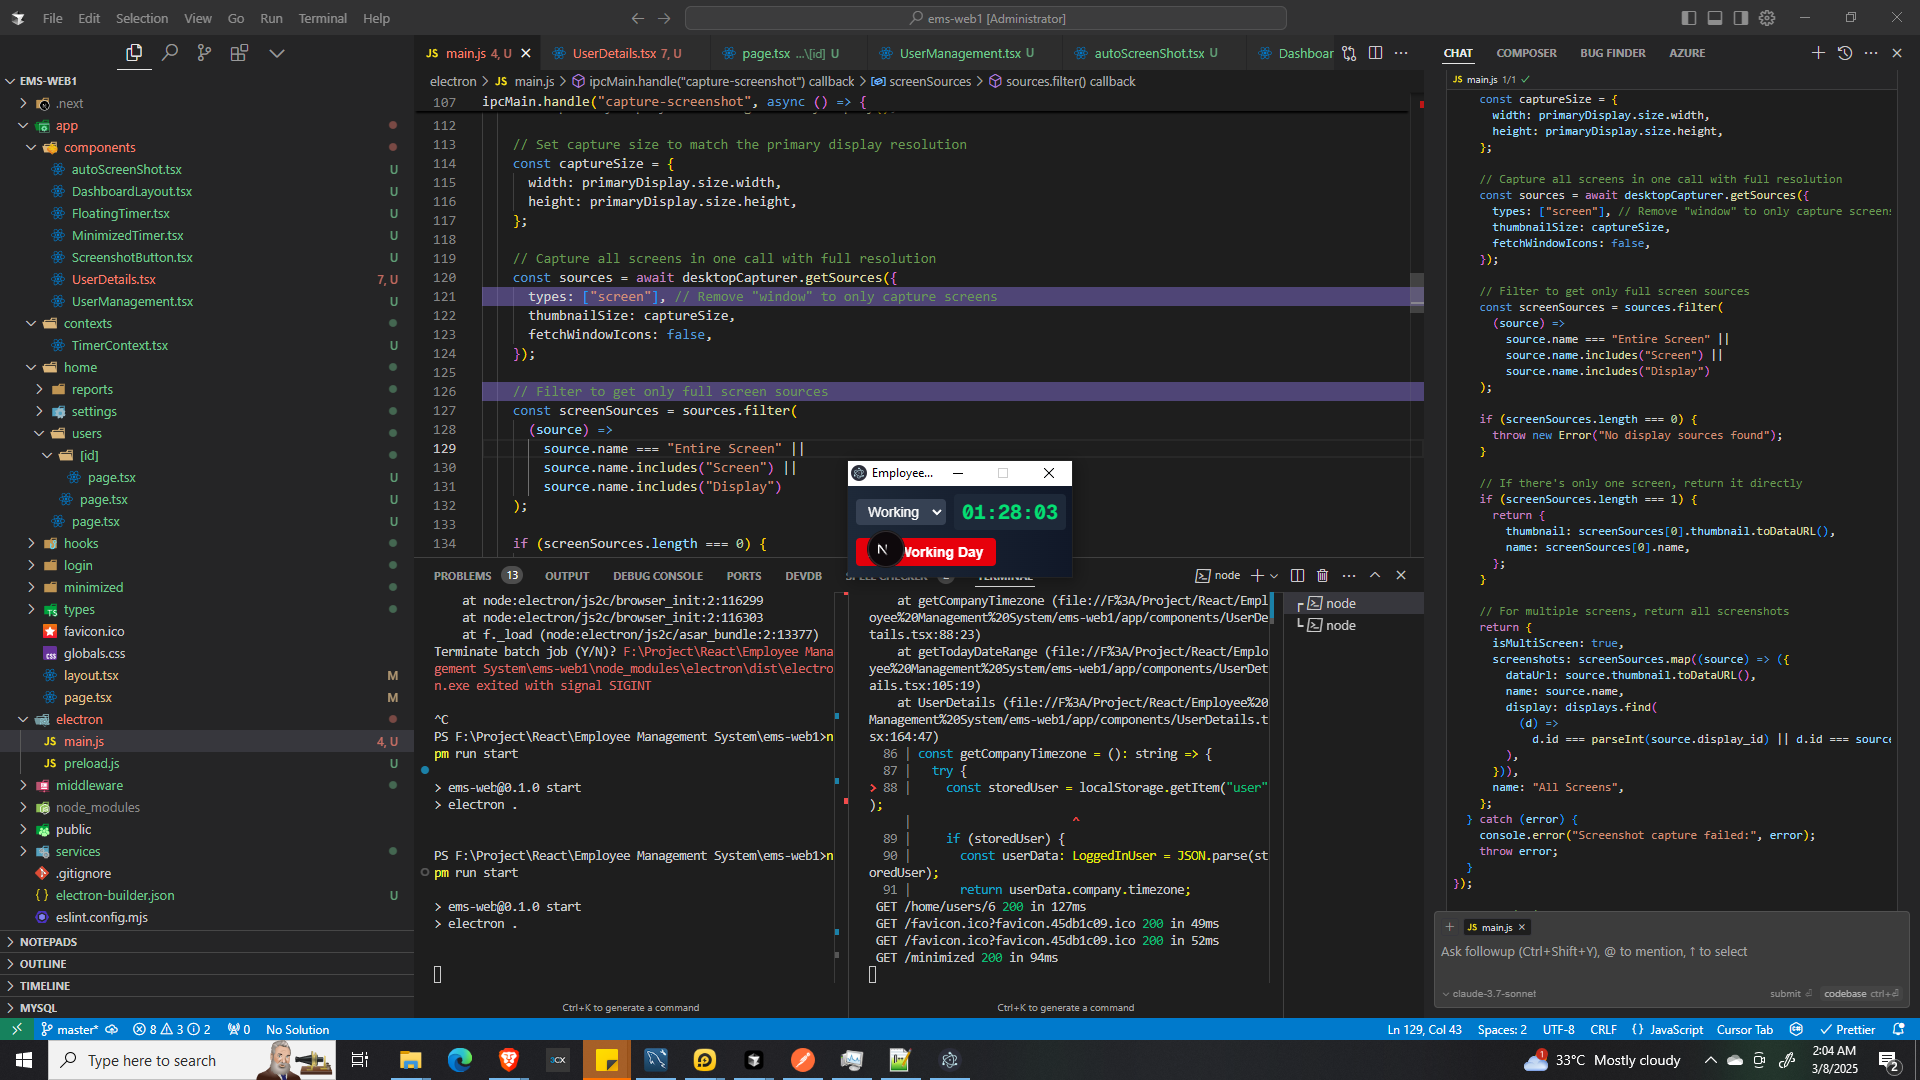 File Edit Selection View Go Run Terminal Help
ems-web1 [Administrator]
EMS-WEB1
.next
app
components
autoScreenShot.tsx U
DashboardLayout.tsx U
FloatingTimer.tsx U
MinimizedTimer.tsx U
ScreenshotButton.tsx U
UserDetails.tsx 7, U
UserManagement.tsx U
contexts
TimerContext.tsx U
home
reports
settings
users
[id]
page.tsx U
page.tsx U
page.tsx U
hooks
login
minimized
types
favicon.ico
globals.css
layout.tsx M
page.tsx M
electron
JS main.js 4, U
JS preload.js U
middleware
node_modules
public
services
.gitignore
{} electron-builder.json U
eslint.config.mjs
NOTEPADS
OUTLINE
TIMELINE
MYSQL
JS main.js 4, U
UserDetails.tsx 7, U
page.tsx ...\[id] U
UserManagement.tsx U
autoScreenShot.tsx U
Dashboar
electron > JS main.js > ipcMain.handle("capture-screenshot") callback > screenSources > sources.filter() callback
107 ipcMain.handle("capture-screenshot", async () => {
112
113 // Set capture size to match the primary display resolution
114 const captureSize = {
115 width: primaryDisplay.size.width,
116 height: primaryDisplay.size.height,
117 };
118
119 // Capture all screens in one call with full resolution
120 const sources = await desktopCapturer.getSources({
121 types: ["screen"], // Remove "window" to only capture screens
122 thumbnailSize: captureSize,
123 fetchWindowIcons: false,
124 });
125
126 // Filter to get only full screen sources
127 const screenSources = sources.filter(
128 (source) =>
129 source.name === "Entire Screen" ||
130 source.name.includes("Screen") ||
131 source.name.includes("Display")
132 );
133
134 if (screenSources.length === 0) {
Employee...
Working 01:28:03
N Working Day
PROBLEMS 13 OUTPUT DEBUG CONSOLE PORTS DEVDB
node
at node:electron/js2c/browser_init:2:116299
at node:electron/js2c/browser_init:2:116303
at f._load (node:electron/js2c/asar_bundle:2:13377)
Terminate batch job (Y/N)? F:\Project\React\Employee Mana
gement System\ems-web1\node_modules\electron\dist\electro
n.exe exited with signal SIGINT
^C
PS F:\Project\React\Employee Management System\ems-web1>n
pm run start
> ems-web@0.1.0 start
> electron .
PS F:\Project\React\Employee Management System\ems-web1>n
pm run start
> ems-web@0.1.0 start
> electron .
Ctrl+K to generate a command
at getCompanyTimezone (file://F%3A/Project/React/Empl
oyee%20Management%20System/ems-web1/app/components/UserDe
tails.tsx:88:23)
at getTodayDateRange (file://F%3A/Project/React/Emplo
yee%20Management%20System/ems-web1/app/components/UserDet
ails.tsx:105:19)
at UserDetails (file://F%3A/Project/React/Employee%20
Management%20System/ems-web1/app/components/UserDetails.t
sx:164:47)
86 | const getCompanyTimezone = (): string => {
87 | try {
> 88 | const storedUser = localStorage.getItem("user"
);
| ^
89 | if (storedUser) {
90 | const userData: LoggedInUser = JSON.parse(st
oredUser);
91 | return userData.company.timezone;
GET /home/users/6 200 in 127ms
GET /favicon.ico?favicon.45db1c09.ico 200 in 49ms
GET /favicon.ico?favicon.45db1c09.ico 200 in 52ms
GET /minimized 200 in 94ms
Ctrl+K to generate a command
node
node
CHAT COMPOSER BUG FINDER AZURE
JS main.js 1/1
const captureSize = {
width: primaryDisplay.size.width,
height: primaryDisplay.size.height,
};
// Capture all screens in one call with full resolution
const sources = await desktopCapturer.getSources({
types: ["screen"], // Remove "window" to only capture screens
thumbnailSize: captureSize,
fetchWindowIcons: false,
});
// Filter to get only full screen sources
const screenSources = sources.filter(
(source) =>
source.name === "Entire Screen" ||
source.name.includes("Screen") ||
source.name.includes("Display")
);
if (screenSources.length === 0) {
throw new Error("No display sources found");
}
// If there's only one screen, return it directly
if (screenSources.length === 1) {
return {
thumbnail: screenSources[0].thumbnail.toDataURL(),
name: screenSources[0].name,
};
}
// For multiple screens, return all screenshots
return {
isMultiScreen: true,
screenshots: screenSources.map((source) => ({
dataUrl: source.thumbnail.toDataURL(),
name: source.name,
display: displays.find(
(d) =>
d.id === parseInt(source.display_id) || d.id === source
),
})),
name: "All Screens",
};
} catch (error) {
console.error("Screenshot capture failed:", error);
throw error;
}
});
JS main.js
Ask followup (Ctrl+Shift+Y), @ to mention, ↑ to select
claude-3.7-sonnet submit codebase ctrl+
master* 8 3 2 0 No Solution
Ln 129, Col 43 Spaces: 2 UTF-8 CRLF {} JavaScript Cursor Tab Prettier
Type here to search
1 33°C Mostly cloudy
2:04 AM
3/8/2025
2